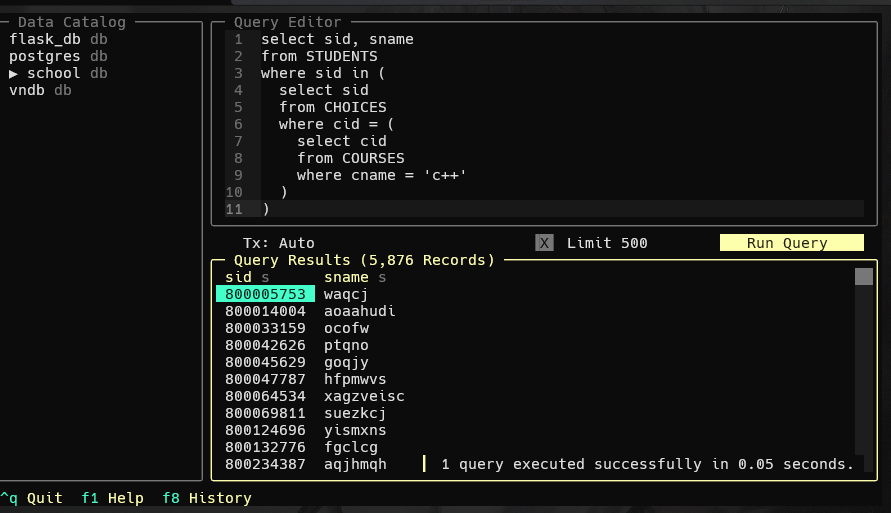 Data Catalog
flask_db db
postgres db
▶ school db
vndb db
Query Editor
1 select sid, sname
2 from STUDENTS
3 where sid in (
4   select sid
5   from CHOICES
6   where cid = (
7     select cid
8     from COURSES
9     where cname = 'c++'
10   )
11 )
Tx: Auto X Limit 500 Run Query
Query Results (5,876 Records)
sid s sname s
800005753 waqcj
800014004 aoaahudi
800033159 ocofw
800042626 ptqno
800045629 goqjy
800047787 hfpmwvs
800064534 xagzveisc
800069811 suezkcj
800124696 yismxns
800132776 fgclcg
800234387 aqjhmqh
1 query executed successfully in 0.05 seconds.
^q Quit f1 Help f8 History